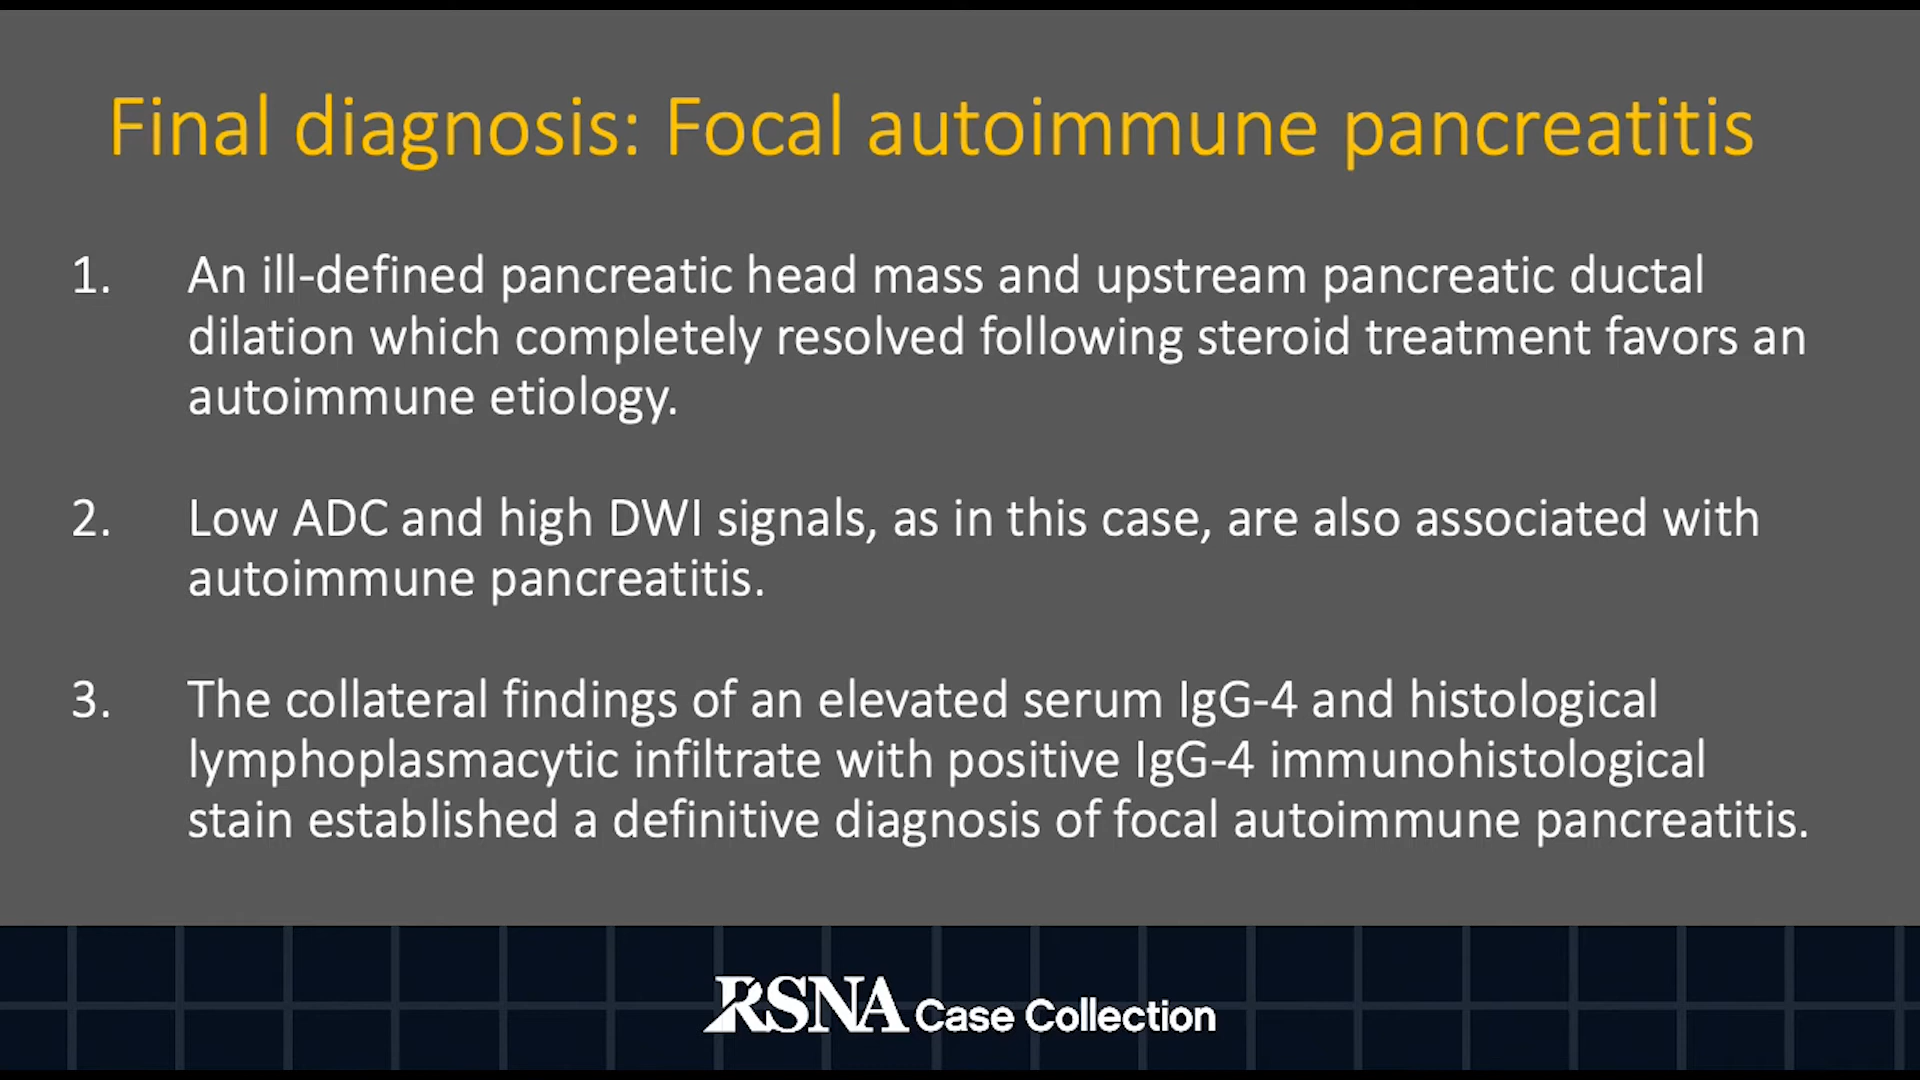 Final diagnosis: Focal autoimmune pancreatitis
1. An ill-defined pancreatic head mass and upstream pancreatic ductal
dilation which completely resolved following steroid treatment favors an
autoimmune etiology.
2. Low ADC and high DWI signals, as in this case, are also associated with
autoimmune pancreatitis.
3. The collateral findings of an elevated serum IgG-4 and histological
lymphoplasmacytic infiltrate with positive IgG-4 immunohistological
stain established a definitive diagnosis of focal autoimmune pancreatitis.
RSNA Case Collection